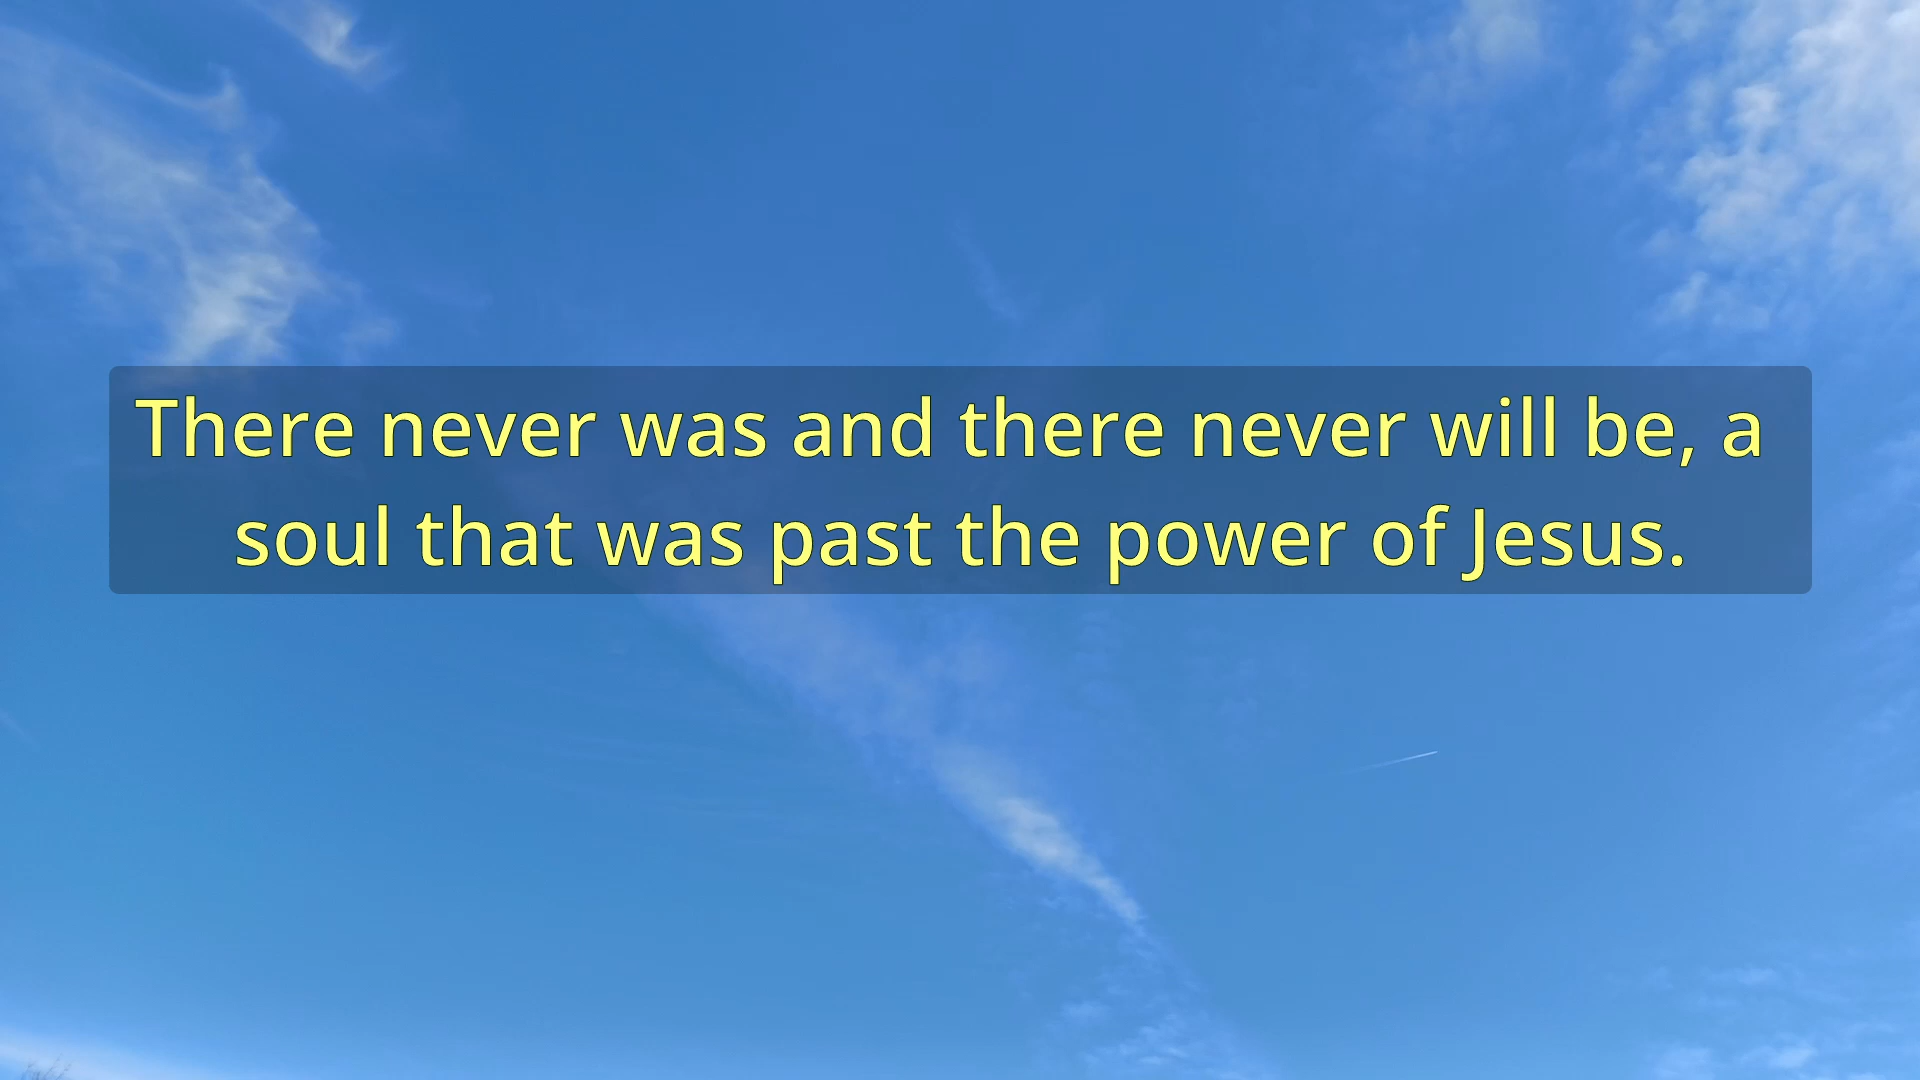 There never was and there never will be, a
soul that was past the power of Jesus.